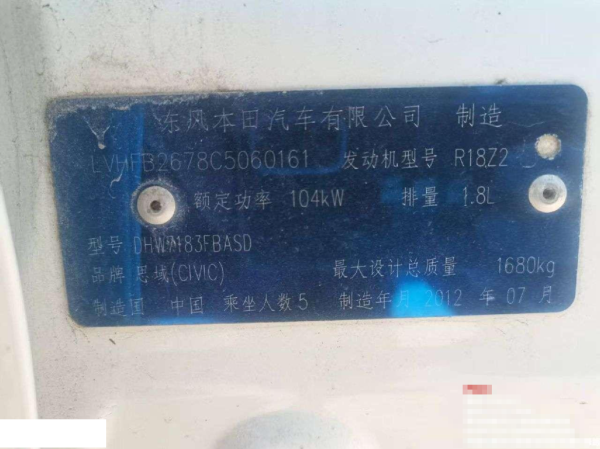 东风本田汽车有限公司 制造
LVHFB2678C5060161 发动机型号 R18Z2
额定功率 104kW 排量 1.8L
型号 DHW7183FBASD
品牌 思域(CIVIC) 最大设计总质量 1680kg
制造国 中国 乘坐人数 5 制造年月 2012 年 07 月